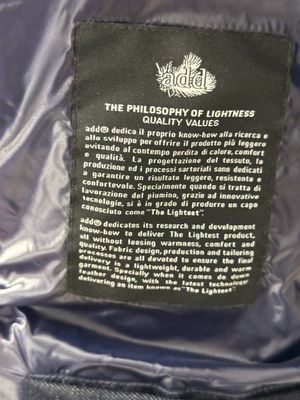 add
THE PHILOSOPHY OF LIGHTNESS
QUALITY VALUES
add® dedica il proprio know-how alla ricerca e
allo sviluppo per offrire il prodotto più leggero
evitando al contempo perdita di calore, comfort
e qualità. La progettazione del tessuto, la
produzione ed i processi sartoriali sono dedicati
a garantire un risultato leggero, resistente e
confortevole. Specialmente quando si tratta di
lavorazione del piumino, grazie ad innovative
tecnologie, si è in grado di produrre un capo
conosciuto come "The Lightest".
add® dedicates its research and development
know-how to deliver The Lightest product,
all without loosing warmness, comfort and
quality. Fabric design, production and tailoring
processes are all devoted to ensure the final
delivery is a lightweight, durable and warm
garment. Specially when it comes do down
feather design, with the latest technology
delivering an item known as "The Lightest".